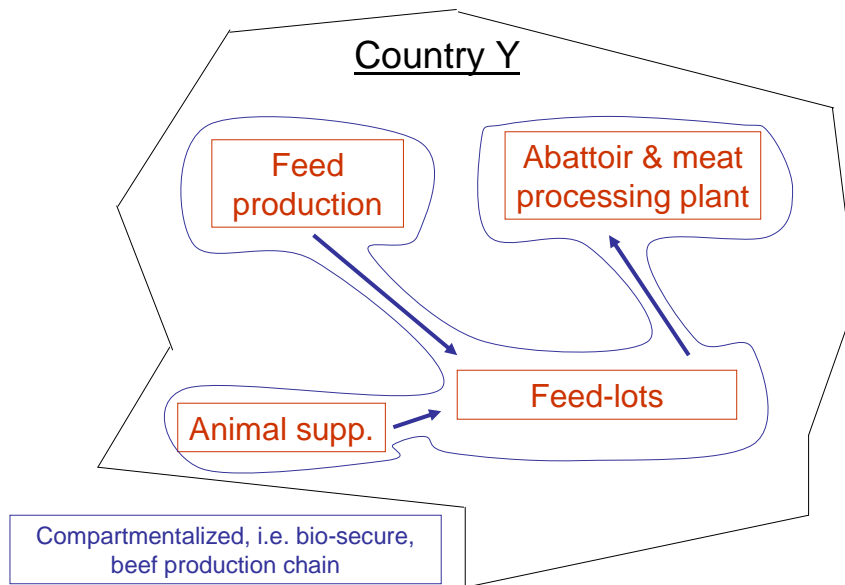 Country Y
Feed
production
Abattoir & meat
processing plant
Feed-lots
Animal supp.
Compartmentalized, i.e. bio-secure,
beef production chain